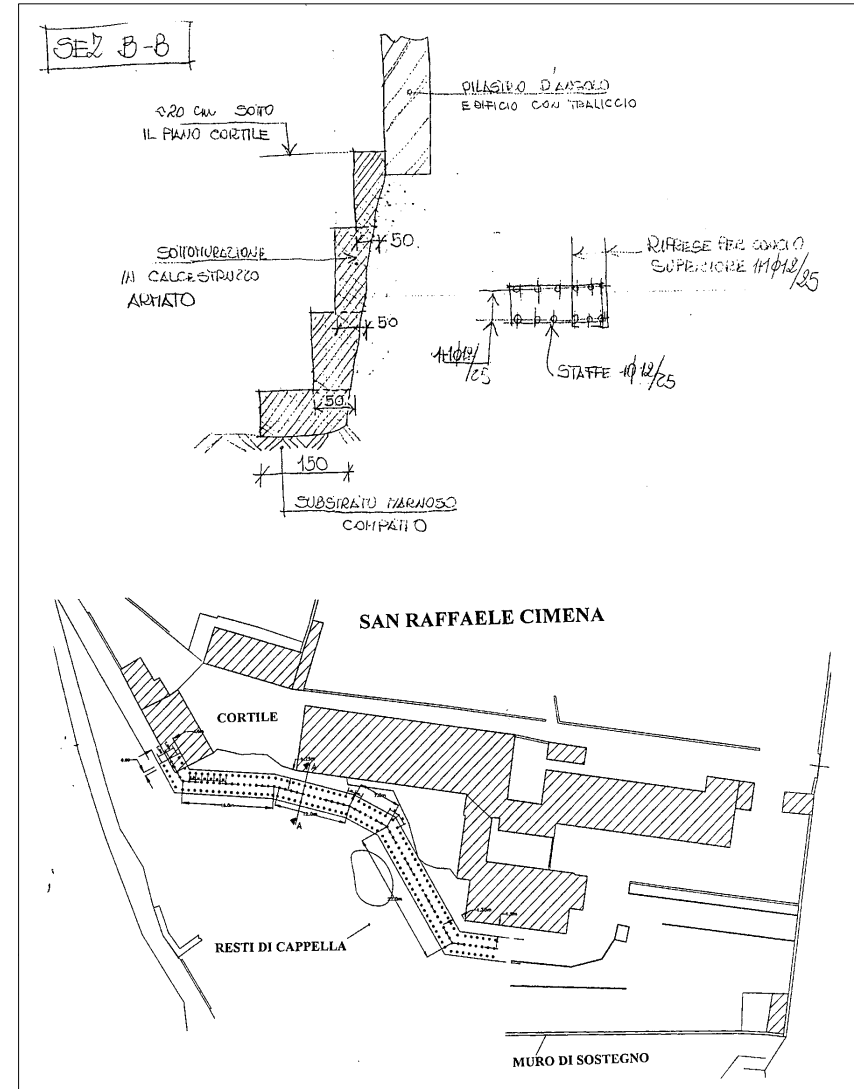 SEZ B-B
~20 cm SOTTO
IL PIANO CORTILE
PILASTRO D'ANGOLO
EDIFICIO CON TRALICCIO
SOTTOMURAZIONE
IN CALCESTRUZZO
ARMATO
50
50
50
150
SUBSTRATO MARNOSO
COMPATTO
RIPRESE PER CONCIO
SUPERIORE 1+1φ12/25
1+1φ12/25
STAFFE 1φ12/25
SAN RAFFAELE CIMENA
CORTILE
A
A
RESTI DI CAPPELLA
MURO DI SOSTEGNO